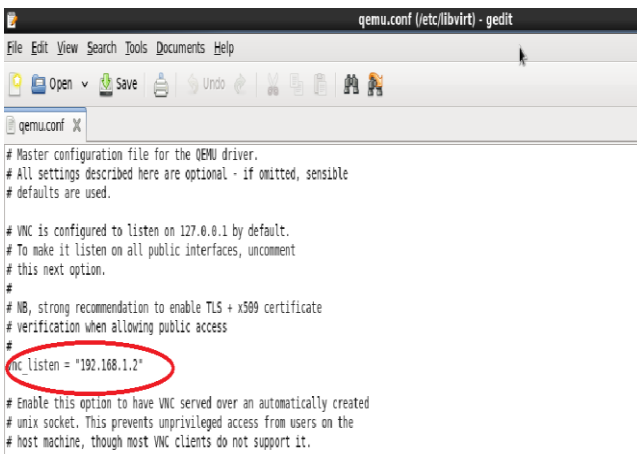 qemu.conf (/etc/libvirt) - gedit
File Edit View Search Tools Documents Help
Open Save Undo
qemu.conf
# Master configuration file for the QEMU driver.
# All settings described here are optional - if omitted, sensible
# defaults are used.
# VNC is configured to listen on 127.0.0.1 by default.
# To make it listen on all public interfaces, uncomment
# this next option.
#
# NB, strong recommendation to enable TLS + x509 certificate
# verification when allowing public access
#
vnc_listen = "192.168.1.2"
# Enable this option to have VNC served over an automatically created
# unix socket. This prevents unprivileged access from users on the
# host machine, though most VNC clients do not support it.